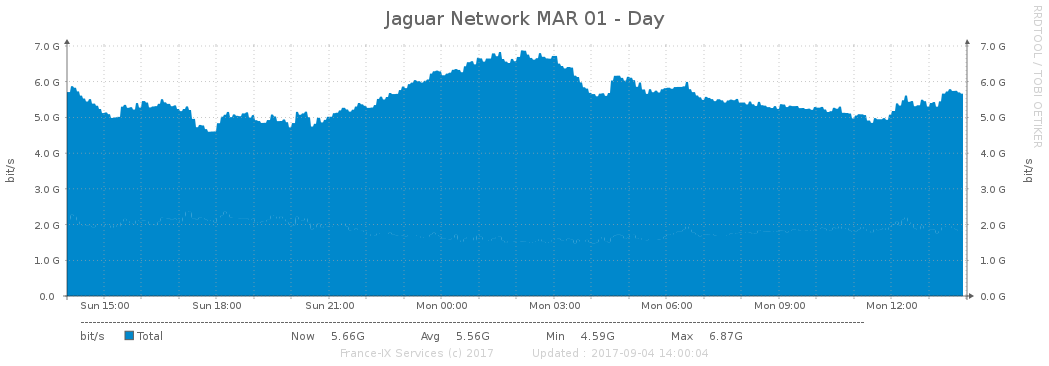 Jaguar Network MAR 01 - Day
RRDTOOL / TOBI OETIKER
bit/s
7.0 G 7.0 G
6.0 G 6.0 G
5.0 G 5.0 G
4.0 G 4.0 G
3.0 G 3.0 G
2.0 G 2.0 G
1.0 G 1.0 G
0.0 0.0 G
bit/s
Sun 15:00 Sun 18:00 Sun 21:00 Mon 00:00 Mon 03:00 Mon 06:00 Mon 09:00 Mon 12:00
bit/s Total Now 5.66G Avg 5.56G Min 4.59G Max 6.87G
France-IX Services (c) 2017 Updated : 2017-09-04 14:00:04